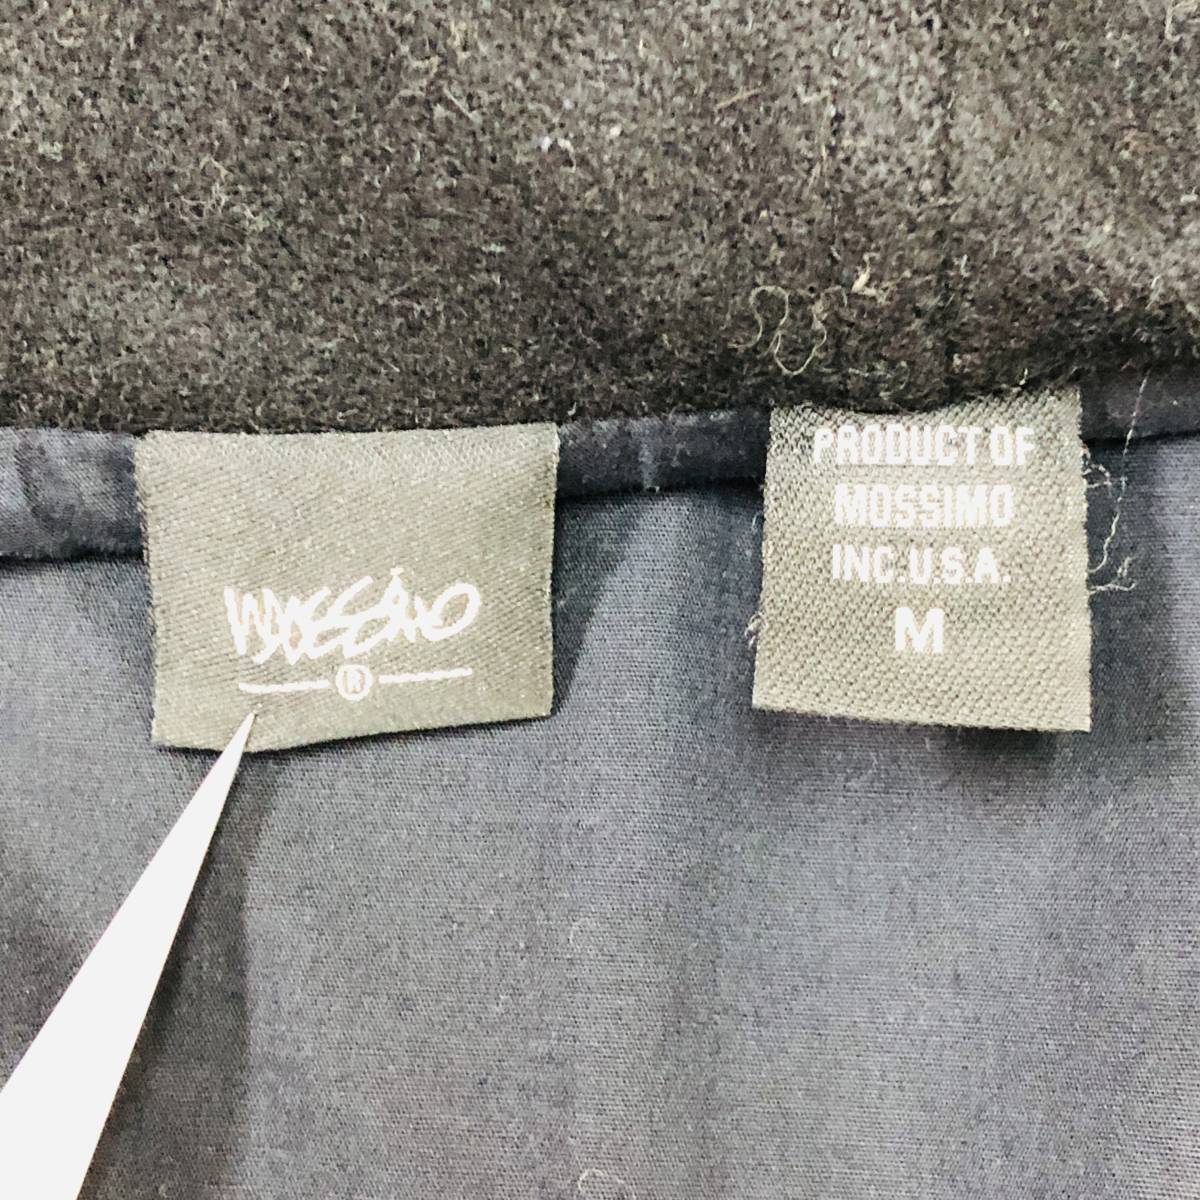 MOSSIMO
®
PRODUCT OF
MOSSIMO
INC.U.S.A.
M